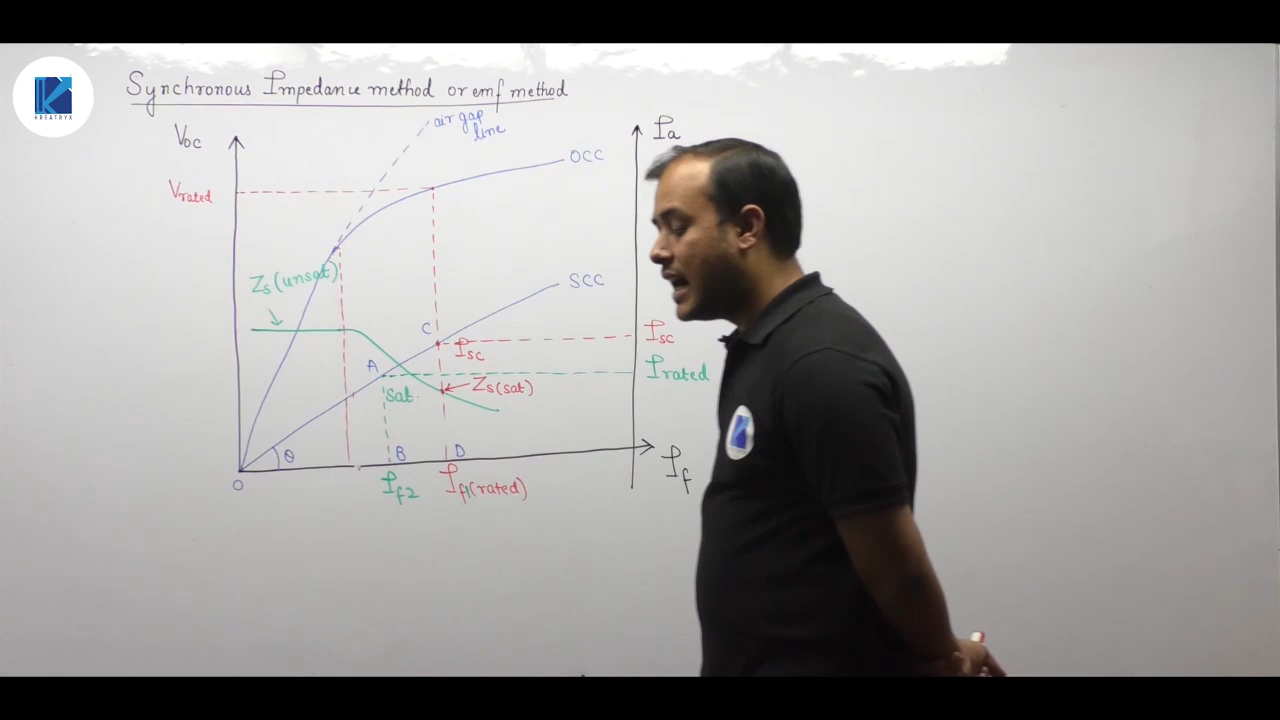 KREATRYX
Synchronous Impedance method or emf method
air gap
line
Voc
Ia
OCC
Vrated
Zs (unsat)
SCC
C
Isc
Isc
A
Irated
Sat.
Zs (sat)
θ
B
D
O
If2
If1 (rated)
If